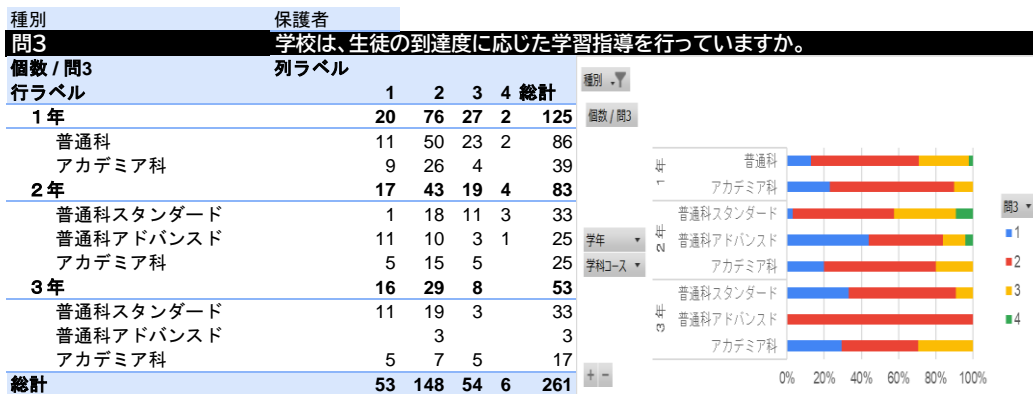 種別 保護者
問3 学校は、生徒の到達度に応じた学習指導を行っていますか。
個数 / 問3 列ラベル
行ラベル 1 2 3 4 総計
1年 20 76 27 2 125
普通科 11 50 23 2 86
アカデミア科 9 26 4 39
2年 17 43 19 4 83
普通科スタンダード 1 18 11 3 33
普通科アドバンスド 11 10 3 1 25
アカデミア科 5 15 5 25
3年 16 29 8 53
普通科スタンダード 11 19 3 33
普通科アドバンスド 3 3
アカデミア科 5 7 5 17
総計 53 148 54 6 261
種別
個数 / 問3
学年
学科コース
+ -
1年
普通科
アカデミア科
2年
普通科スタンダード
普通科アドバンスド
アカデミア科
3年
普通科スタンダード
普通科アドバンスド
アカデミア科
0% 20% 40% 60% 80% 100%
問3
1
2
3
4